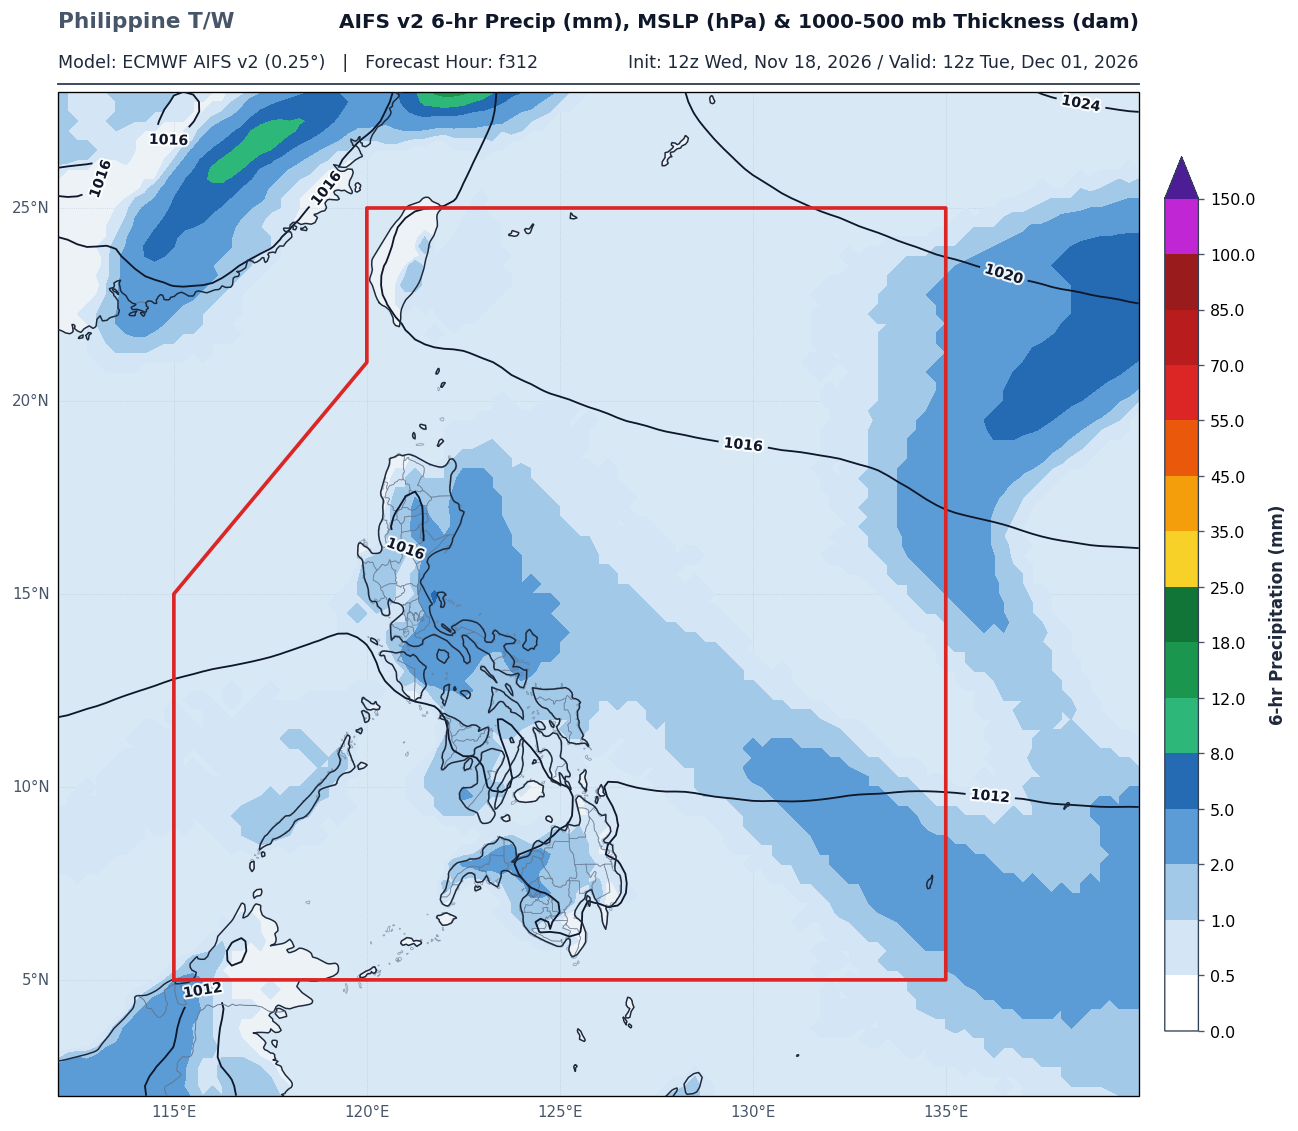 Philippine T/W
AIFS v2 6-hr Precip (mm), MSLP (hPa) & 1000-500 mb Thickness (dam)
Model: ECMWF AIFS v2 (0.25°) | Forecast Hour: f312
Init: 12z Wed, Nov 18, 2026 / Valid: 12z Tue, Dec 01, 2026
1024
1016
1016
1016
1020
1016
1016
1012
1012
25°N
20°N
15°N
10°N
5°N
115°E
120°E
125°E
130°E
135°E
150.0
100.0
85.0
70.0
55.0
45.0
35.0
25.0
18.0
12.0
8.0
5.0
2.0
1.0
0.5
0.0
6-hr Precipitation (mm)